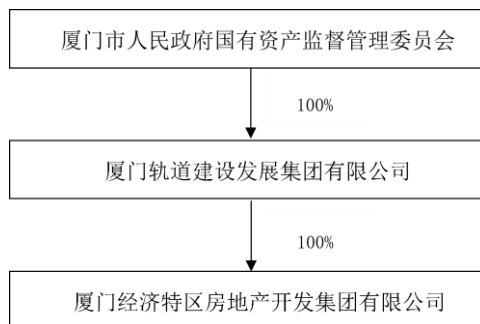 厦门市人民政府国有资产监督管理委员会
100%
厦门轨道建设发展集团有限公司
100%
厦门经济特区房地产开发集团有限公司